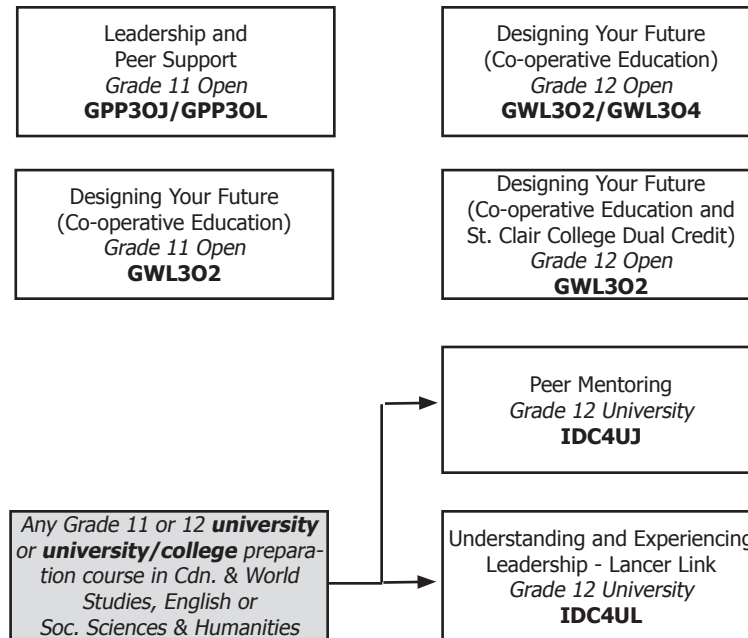 Leadership and
Peer Support
Grade 11 Open
GPP3OJ/GPP3OL
Designing Your Future
(Co-operative Education)
Grade 12 Open
GWL3O2/GWL3O4
Designing Your Future
(Co-operative Education)
Grade 11 Open
GWL3O2
Designing Your Future
(Co-operative Education and
St. Clair College Dual Credit)
Grade 12 Open
GWL3O2
Peer Mentoring
Grade 12 University
IDC4UJ
Any Grade 11 or 12 university
or university/college prepara-
tion course in Cdn. & World
Studies, English or
Soc. Sciences & Humanities
Understanding and Experiencing
Leadership - Lancer Link
Grade 12 University
IDC4UL